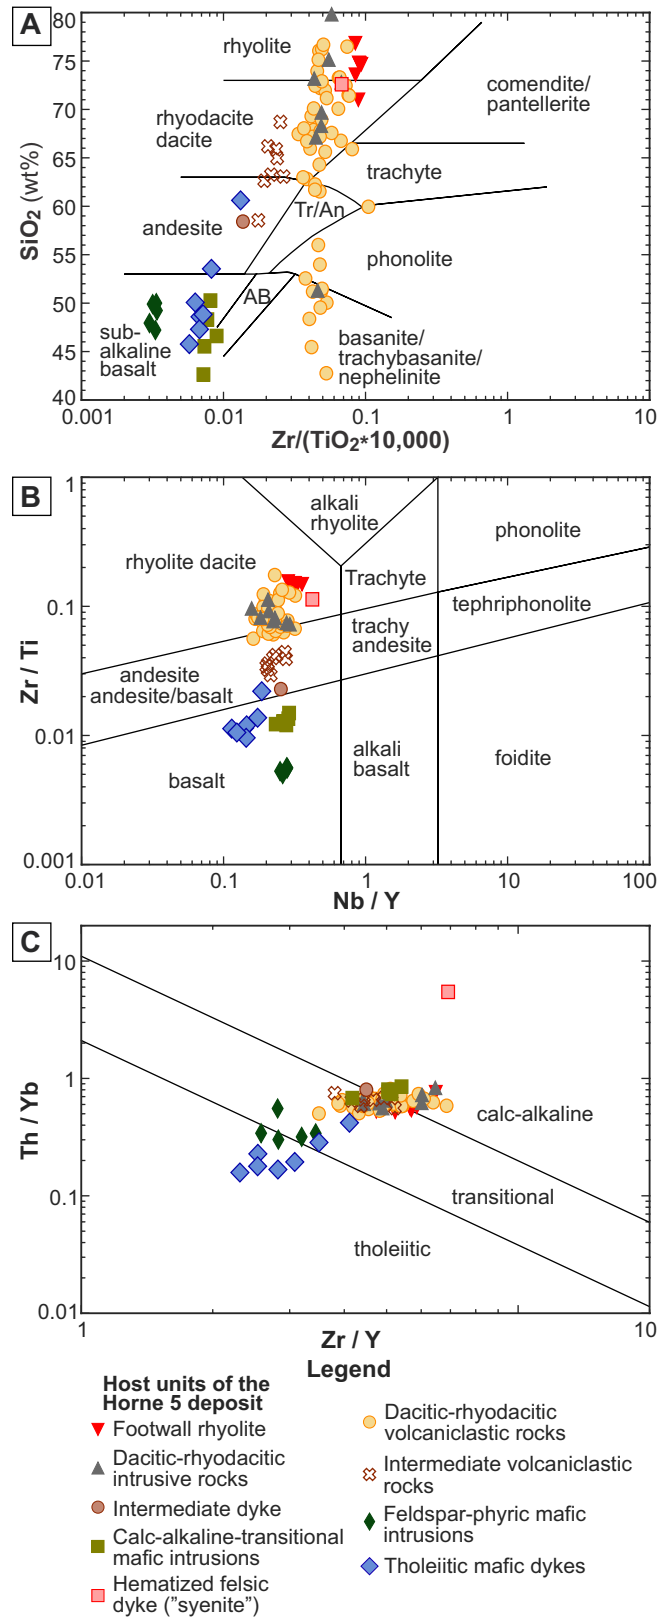 A
80
70
65
60
55
50
45
40
SiO2 (wt%)
rhyolite
comendite/
pantellerite
rhyodacite
dacite
trachyte
Tr/An
andesite
phonolite
AB
sub-
alkaline
basalt
basanite/
trachybasanite/
nephelinite
0.001
0.01
0.1
1
10
Zr/(TiO2*10,000)
B
1
0.1
0.01
0.001
Zr / Ti
alkali
rhyolite
phonolite
rhyolite dacite
Trachyte
tephriphonolite
trachy
andesite
andesite
andesite/basalt
alkali
basalt
basalt
foidite
0.01
0.1
1
10
100
Nb / Y
C
10
1
0.1
0.01
Th / Yb
calc-alkaline
transitional
tholeiitic
1
10
Zr / Y
Legend
Host units of the
Horne 5 deposit
Footwall rhyolite
Dacitic-rhyodacitic
intrusive rocks
Intermediate dyke
Calc-alkaline-transitional
mafic intrusions
Hematized felsic
dyke ("syenite")
Dacitic-rhyodacitic
volcaniclastic rocks
Intermediate volcaniclastic
rocks
Feldspar-phyric mafic
intrusions
Tholeiitic mafic dykes